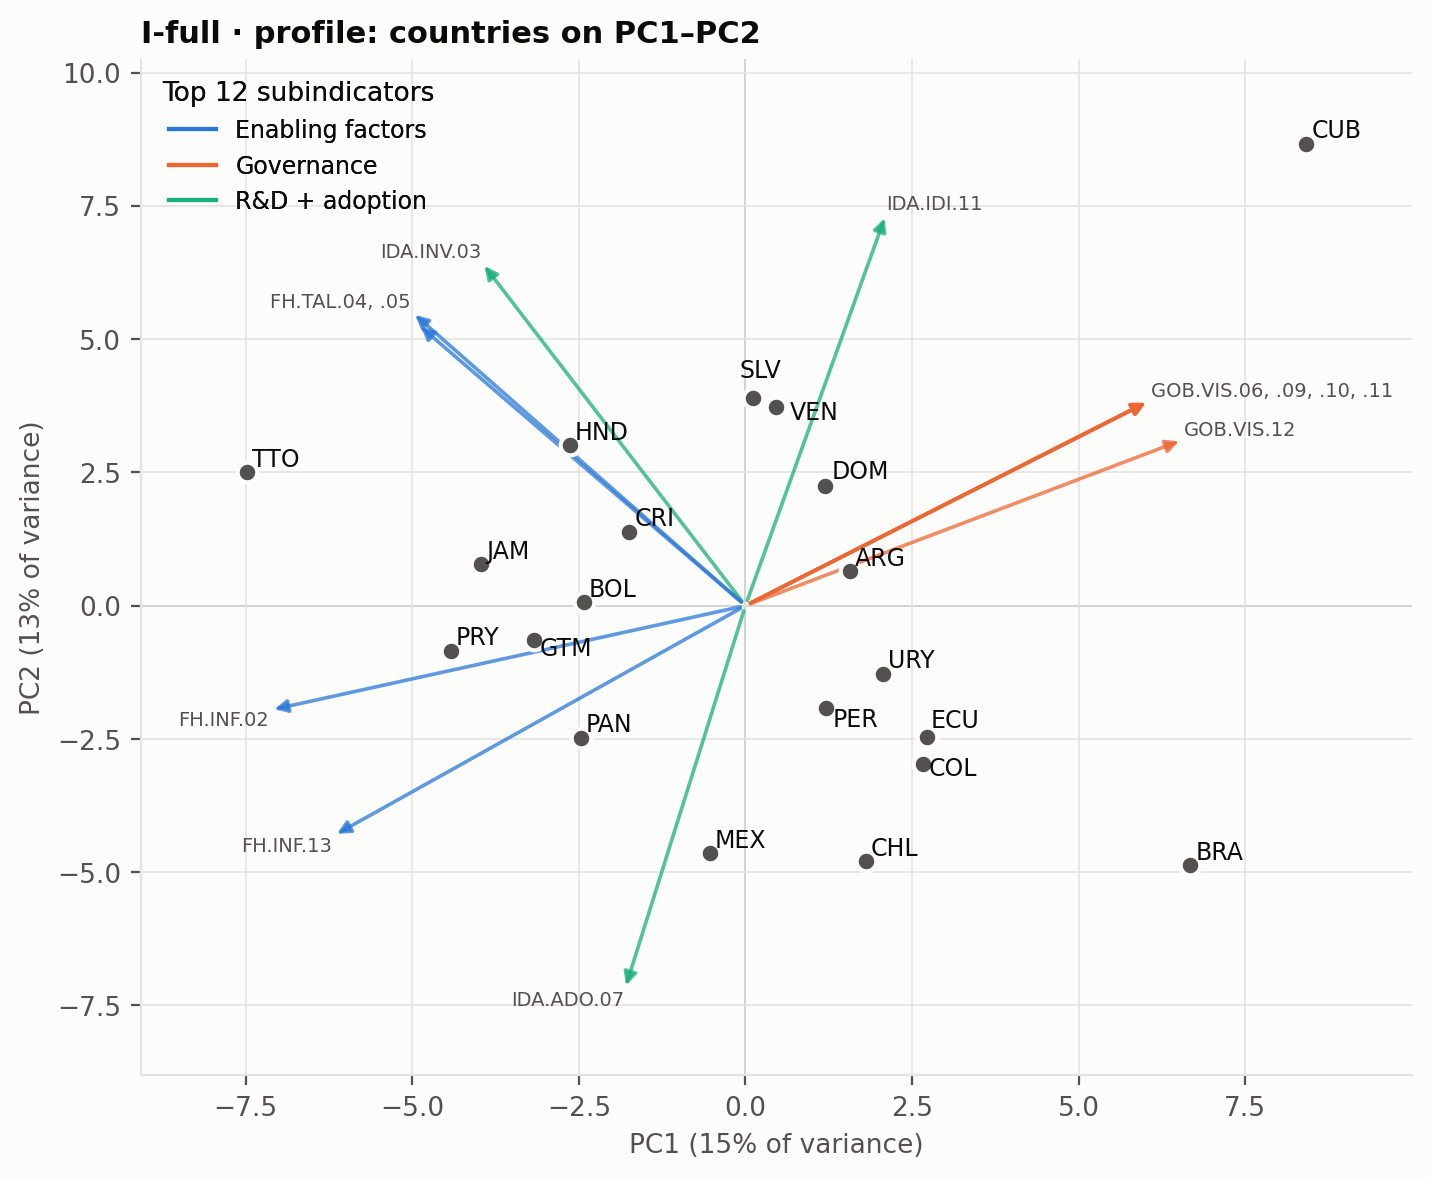 I-full · profile: countries on PC1–PC2
10.0
Top 12 subindicators
Enabling factors
Governance
R&D + adoption
CUB
7.5
IDA.IDI.11
IDA.INV.03
FH.TAL.04, .05
5.0
SLV
GOB.VIS.06, .09, .10, .11
VEN
GOB.VIS.12
HND
TTO
DOM
2.5
CRI
JAM
ARG
BOL
0.0
PRY
GTM
URY
FH.INF.02
PER
ECU
PAN
−2.5
COL
FH.INF.13
MEX
CHL
BRA
−5.0
IDA.ADO.07
−7.5
PC2 (13% of variance)
−7.5 −5.0 −2.5 0.0 2.5 5.0 7.5
PC1 (15% of variance)